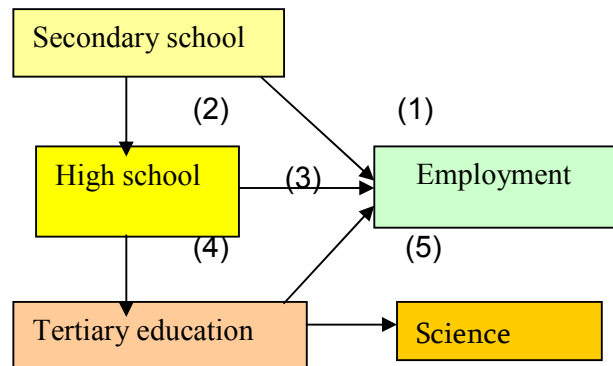 Secondary school
(2) (1)
High school (3) Employment
(4) (5)
Tertiary education Science